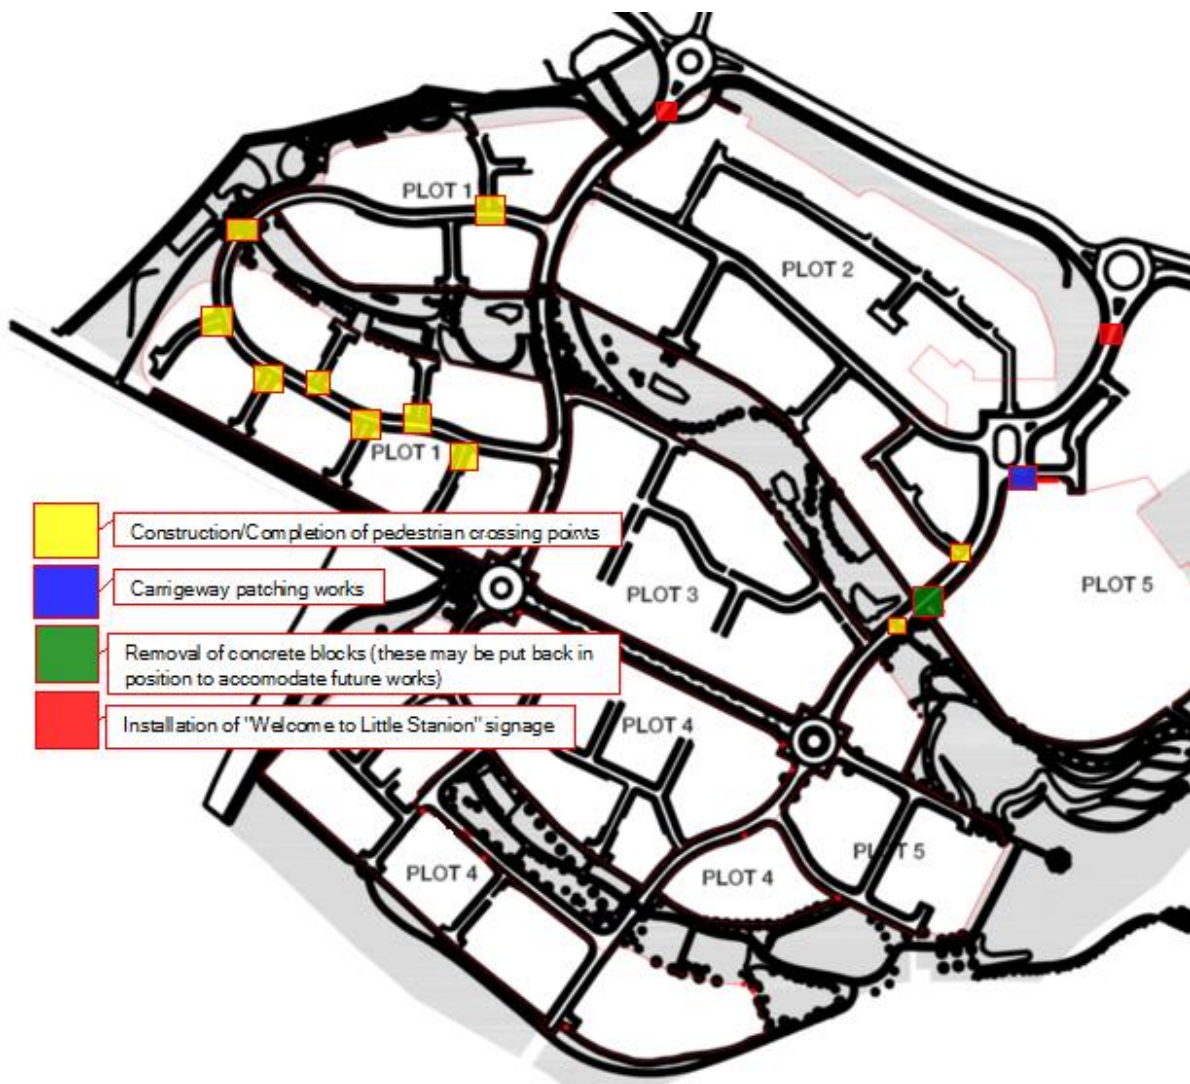 PLOT 1
PLOT 2
PLOT 1
Construction/Completion of pedestrian crossing points
Carrigeway patching works
PLOT 5
PLOT 3
Removal of concrete blocks (these may be put back in
position to accomodate future works)
Installation of "Welcome to Little Stanion" signage
PLOT 4
PLOT 5
PLOT 4
PLOT 4